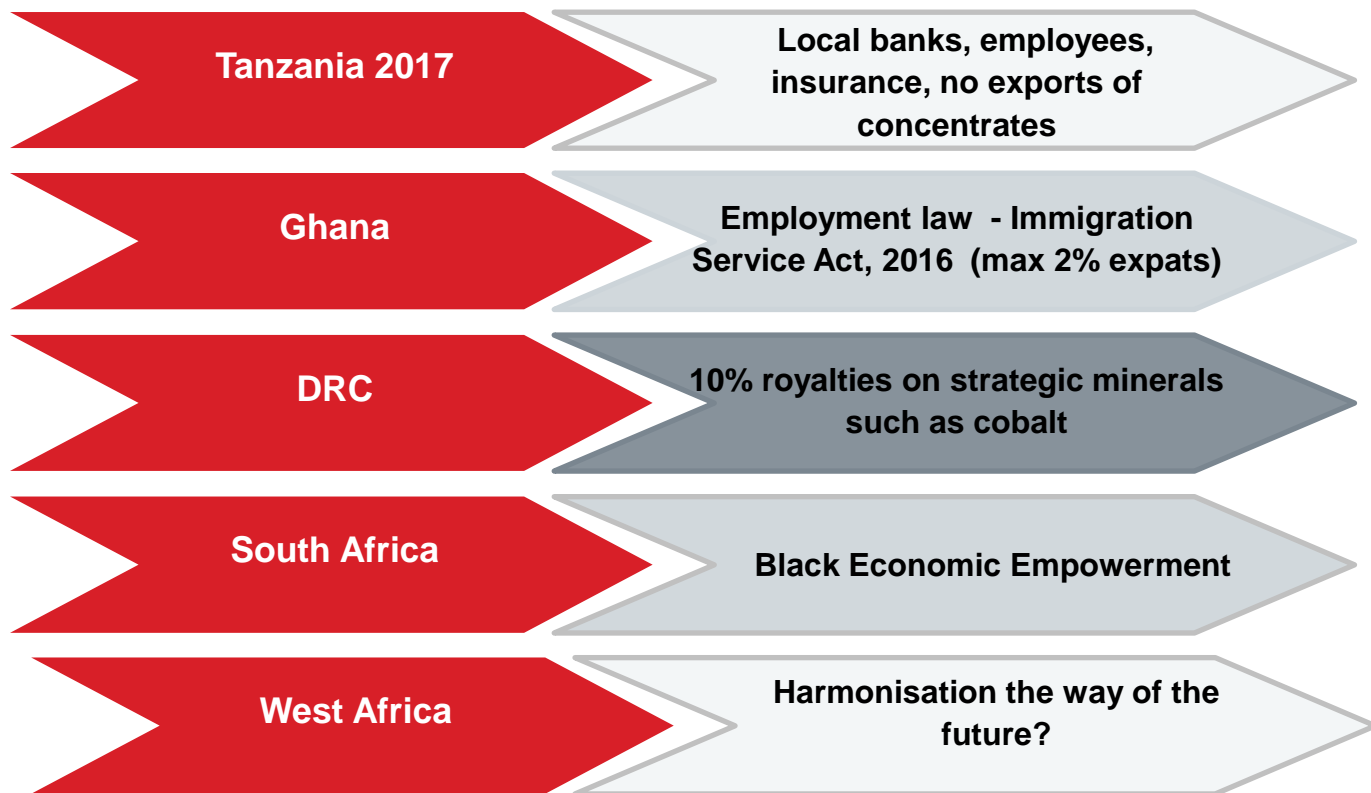 Tanzania 2017
Local banks, employees,
insurance, no exports of
concentrates
Ghana
Employment law - Immigration
Service Act, 2016 (max 2% expats)
DRC
10% royalties on strategic minerals
such as cobalt
South Africa
Black Economic Empowerment
West Africa
Harmonisation the way of the
future?